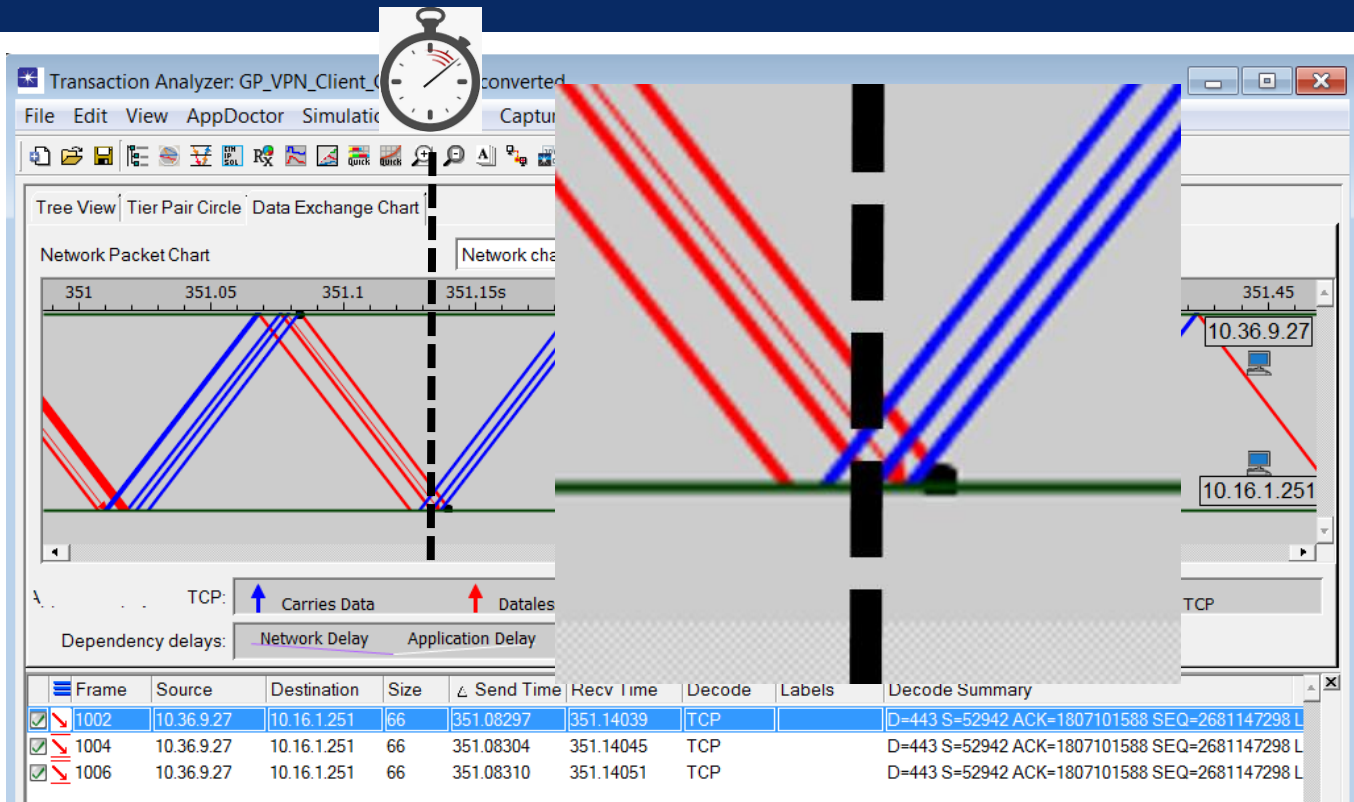 Transaction Analyzer: GP_VPN_Client_ converted
File Edit View AppDoctor Captur
QUICK QUICK
Tree View Tier Pair Circle Data Exchange Chart
Network Packet Chart Network cha
351 351.05 351.1 351.15s 351.45
10.36.9.27
10.16.1.251
TCP: Carries Data TCP
Dependency delays: Network Delay Application Delay
Frame Source Destination Size Send Time Recv Time Decode Labels Decode Summary
1002 10.36.9.27 10.16.1.251 66 351.08297 351.14039 TCP D=443 S=52942 ACK=1807101588 SEQ=2681147298 L
1004 10.36.9.27 10.16.1.251 66 351.08304 351.14045 TCP D=443 S=52942 ACK=1807101588 SEQ=2681147298 L
1006 10.36.9.27 10.16.1.251 66 351.08310 351.14051 TCP D=443 S=52942 ACK=1807101588 SEQ=2681147298 L